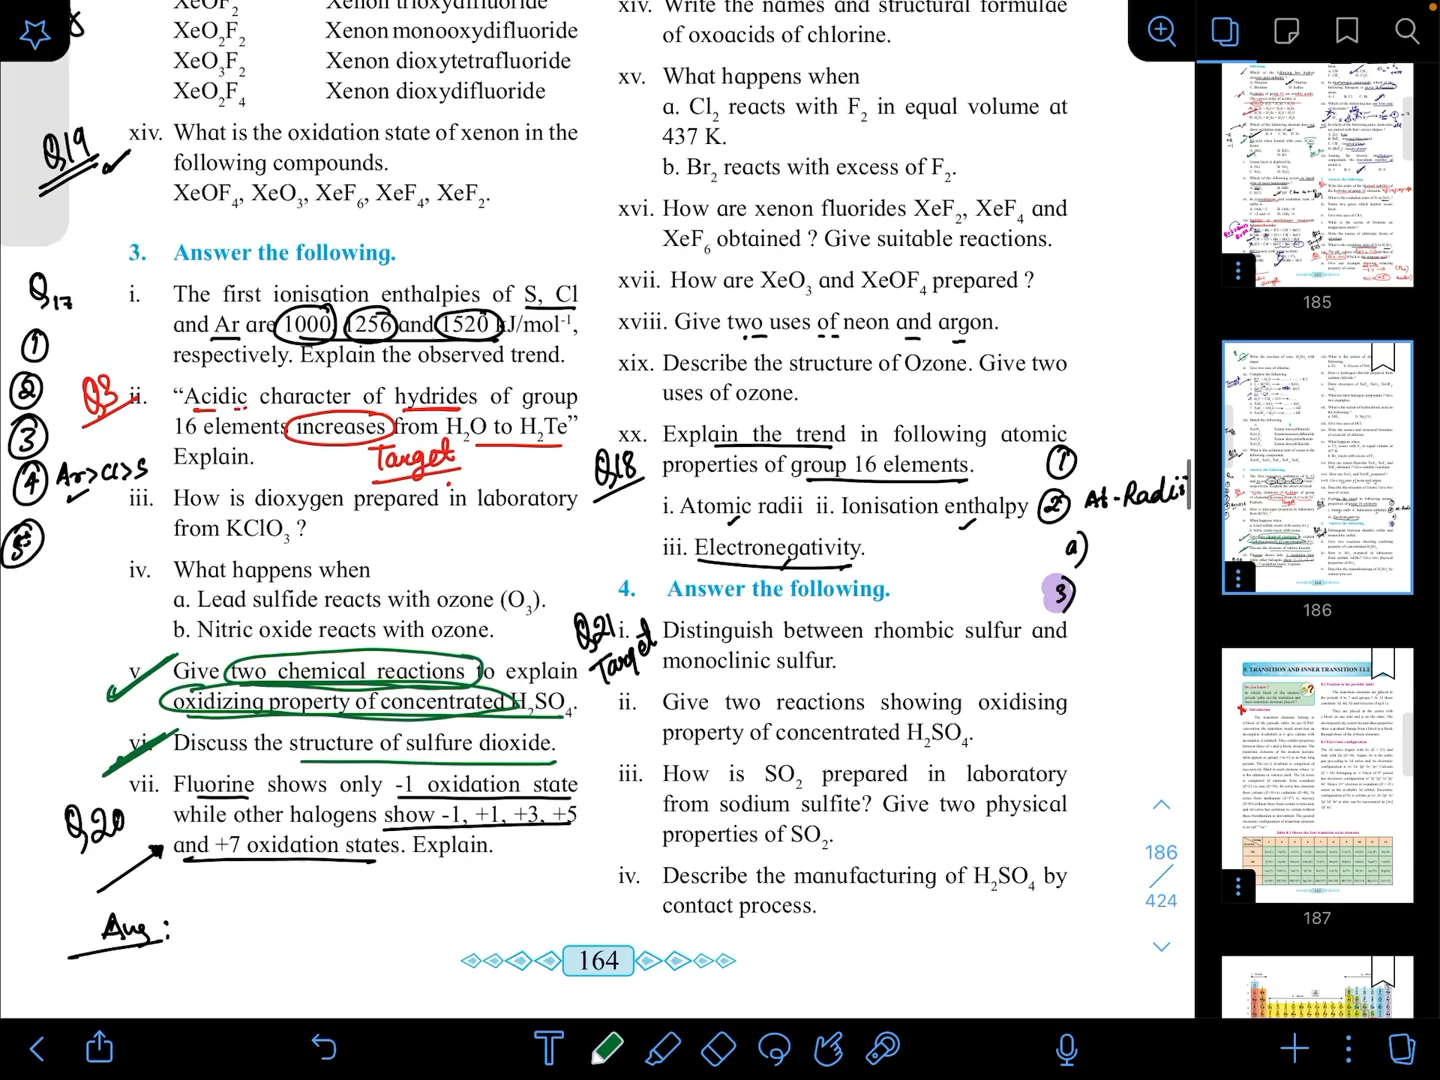 XeOF2 Xenon trioxydifluoride
XeO2F2 Xenon monooxydifluoride
XeO3F2 Xenon dioxytetrafluoride
XeO2F4 Xenon dioxydifluoride
Q19
xiv. What is the oxidation state of xenon in the
following compounds.
XeOF4, XeO3, XeF6, XeF4, XeF2.
3. Answer the following.
Q17
i. The first ionisation enthalpies of S, Cl
and Ar are 1000, 1256 and 1520 kJ/mol-1,
respectively. Explain the observed trend.
1
2
3
4 Ar>Cl>S
5
Q3
ii. “Acidic character of hydrides of group
16 elements increases from H2O to H2Te”
Explain.
Target
iii. How is dioxygen prepared in laboratory
from KClO3 ?
iv. What happens when
a. Lead sulfide reacts with ozone (O3).
b. Nitric oxide reacts with ozone.
v. Give two chemical reactions to explain
oxidizing property of concentrated H2SO4.
vi. Discuss the structure of sulfure dioxide.
vii. Fluorine shows only -1 oxidation state
while other halogens show -1, +1, +3, +5
and +7 oxidation states. Explain.
Q20
Ans:
xiv. Write the names and structural formulae
of oxoacids of chlorine.
xv. What happens when
a. Cl2 reacts with F2 in equal volume at
437 K.
b. Br2 reacts with excess of F2.
xvi. How are xenon fluorides XeF2, XeF4 and
XeF6 obtained ? Give suitable reactions.
xvii. How are XeO3 and XeOF4 prepared ?
xviii. Give two uses of neon and argon.
xix. Describe the structure of Ozone. Give two
uses of ozone.
xx. Explain the trend in following atomic
properties of group 16 elements.
Q18
1
i. Atomic radii ii. Ionisation enthalpy
2 At-Radii
iii. Electronegativity.
a)
4. Answer the following.
3)
Q21
Target
i. Distinguish between rhombic sulfur and
monoclinic sulfur.
ii. Give two reactions showing oxidising
property of concentrated H2SO4.
iii. How is SO2 prepared in laboratory
from sodium sulfite? Give two physical
properties of SO2.
iv. Describe the manufacturing of H2SO4 by
contact process.
164
186
424
185
186
187
T